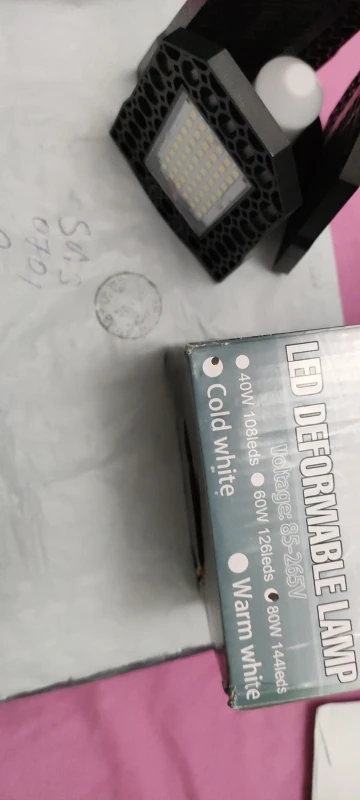 LED DEFORMABLE LAMP
Voltage: 85-265V
40W 108leds 60W 126leds 80W 144leds
Cold white Warm white